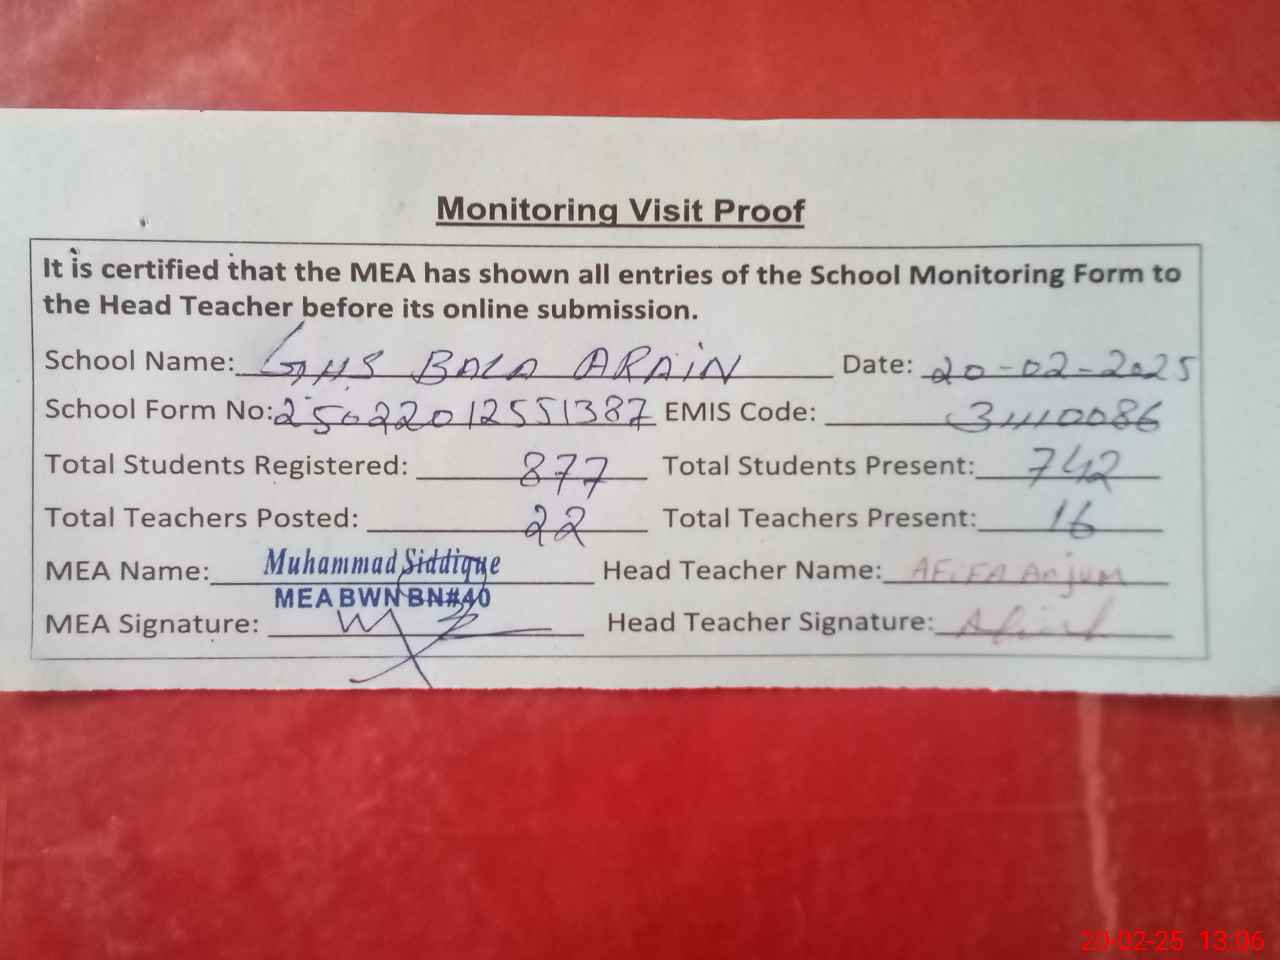 Monitoring Visit Proof
It is certified that the MEA has shown all entries of the School Monitoring Form to
the Head Teacher before its online submission.
School Name: GHS BALA ARAiN Date: 20-02-2025
School Form No: 25022012551387 EMIS Code: 31110086
Total Students Registered: 877 Total Students Present: 742
Total Teachers Posted: 22 Total Teachers Present: 16
MEA Name: Muhammad Siddique Head Teacher Name: AFiFA Anjum
MEA BWN BN#40
MEA Signature: Head Teacher Signature:
20-02-25 13:06